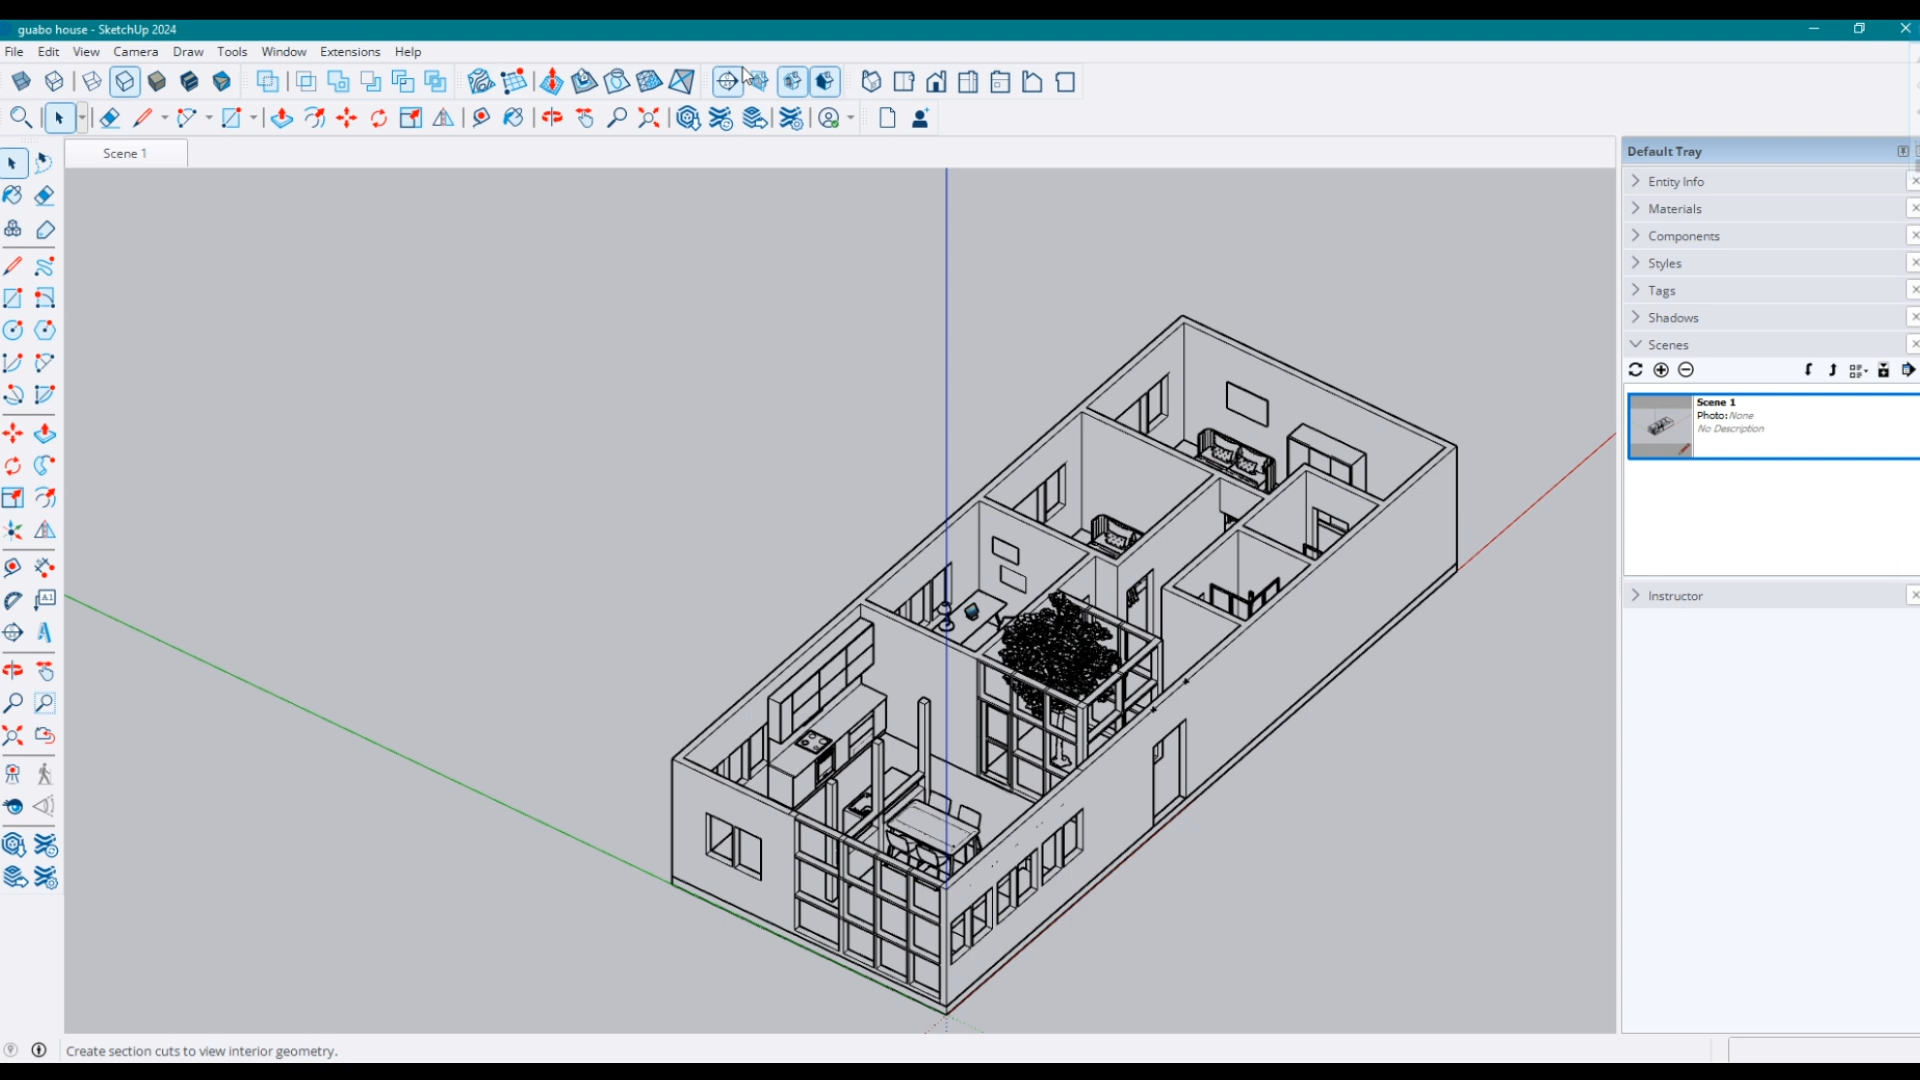 guabo house - SketchUp 2024
File Edit View Camera Draw Tools Window Extensions Help
Scene 1
Default Tray
Entity Info
Materials
Components
Styles
Tags
Shadows
Scenes
Scene 1
Photo: None
No Description
Instructor
A1
A
Create section cuts to view interior geometry.